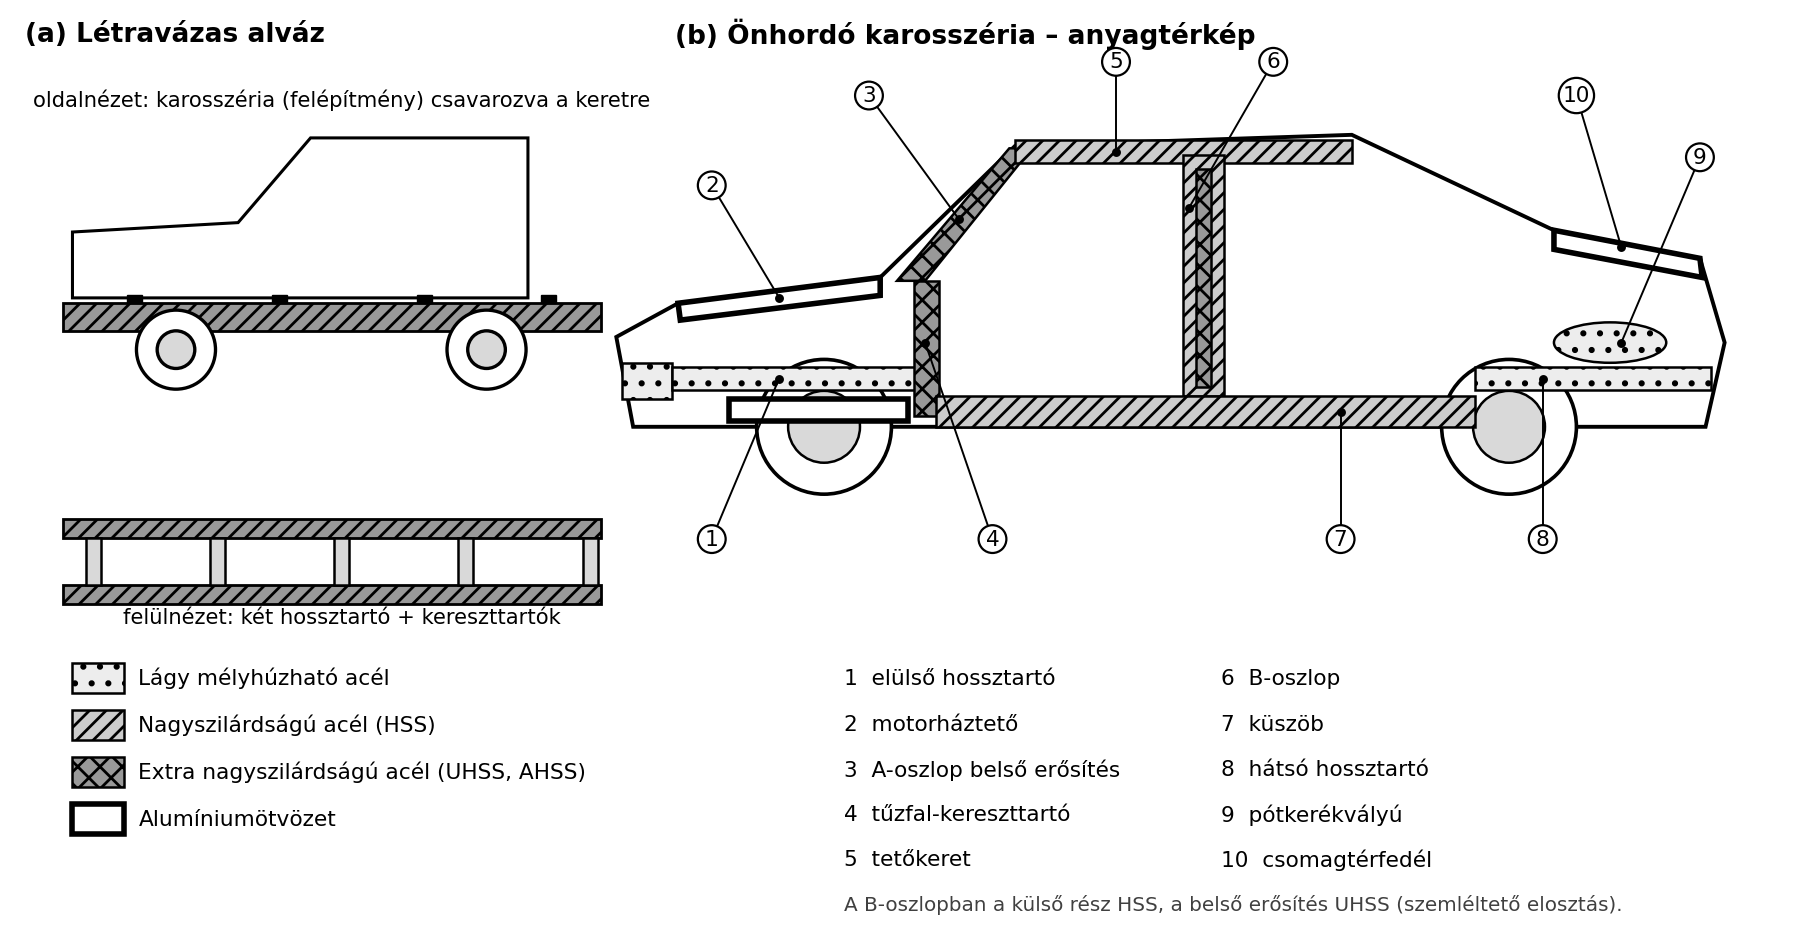 (a) Létravázas alváz
(b) Önhordó karosszéria – anyagtérkép
oldalnézet: karosszéria (felépítmény) csavarozva a keretre
5
6
3
10
9
2
1
4
7
8
felülnézet: két hossztartó + kereszttartók
Lágy mélyhúzható acél
Nagyszilárdságú acél (HSS)
Extra nagyszilárdságú acél (UHSS, AHSS)
Alumíniumötvözet
1 elülső hossztartó
2 motorháztető
3 A-oszlop belső erősítés
4 tűzfal-kereszttartó
5 tetőkeret
6 B-oszlop
7 küszöb
8 hátsó hossztartó
9 pótkerékvályú
10 csomagtérfedél
A B-oszlopban a külső rész HSS, a belső erősítés UHSS (szemléltető elosztás).